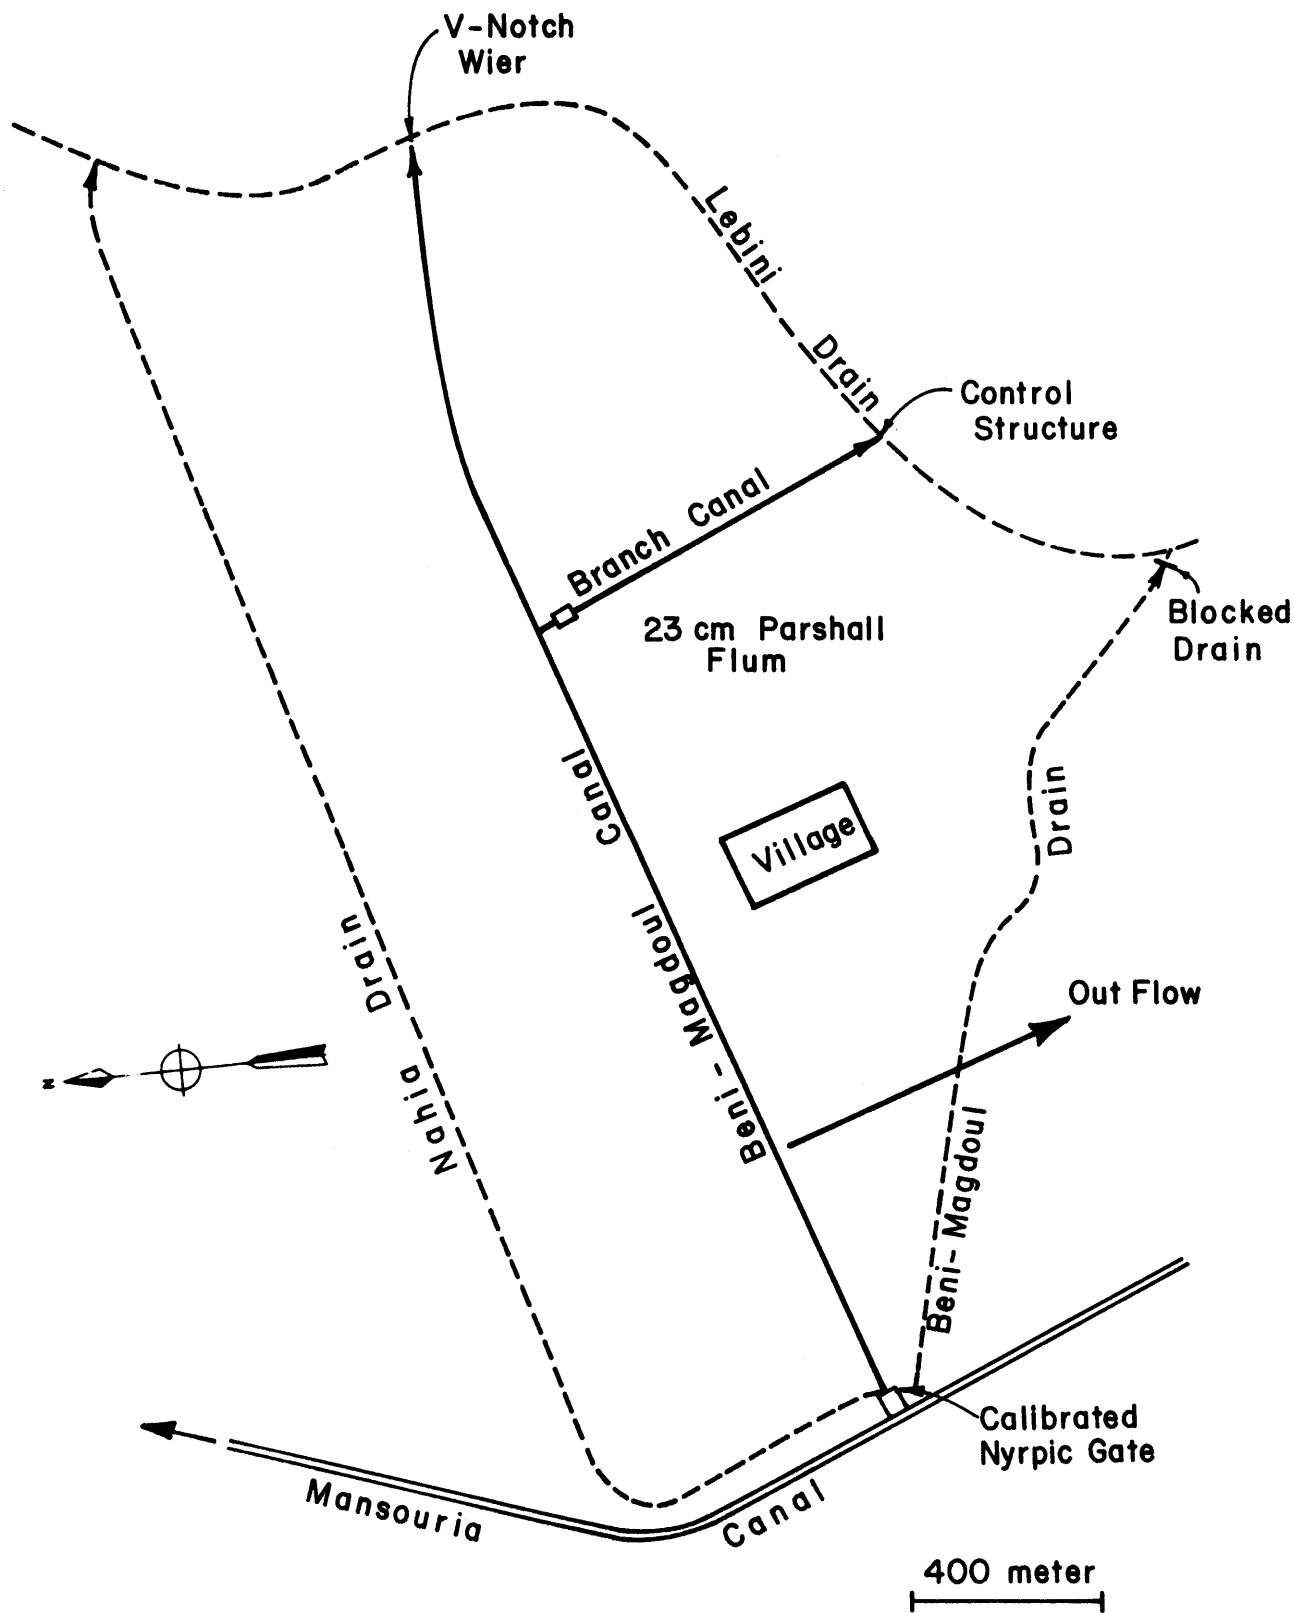 V-Notch
Wier
Lebini
Drain
Control
Structure
Branch Canal
Blocked
Drain
23 cm Parshall
Flum
Canal
Drain
Village
Beni - Magdoul
Drain
Out Flow
N
Nahia
Beni-Magdoul
Calibrated
Nyrpic Gate
Mansouria
Canal
400 meter